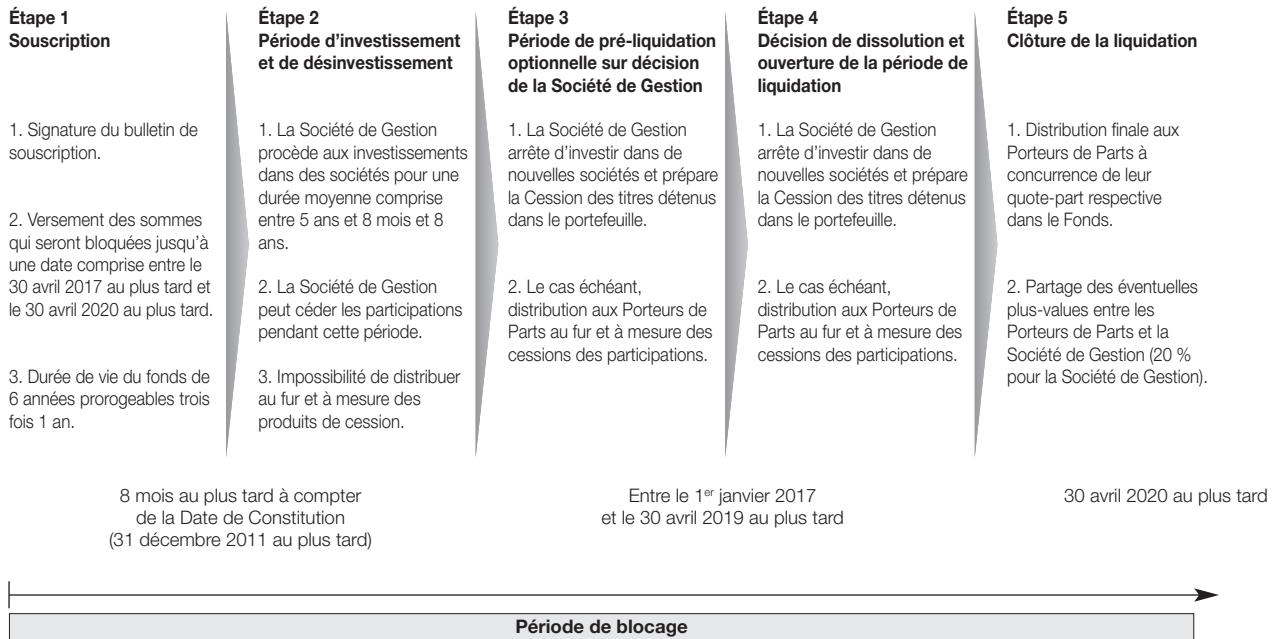 Étape 1
Souscription
1. Signature du bulletin de
souscription.
2. Versement des sommes
qui seront bloquées jusqu'à
une date comprise entre le
30 avril 2017 au plus tard et
le 30 avril 2020 au plus tard.
3. Durée de vie du fonds de
6 années prorogeables trois
fois 1 an.
Étape 2
Période d'investissement
et de désinvestissement
1. La Société de Gestion
procède aux investissements
dans des sociétés pour une
durée moyenne comprise
entre 5 ans et 8 mois et 8
ans.
2. La Société de Gestion
peut céder les participations
pendant cette période.
3. Impossibilité de distribuer
au fur et à mesure des
produits de cession.
Étape 3
Période de pré-liquidation
optionnelle sur décision
de la Société de Gestion
1. La Société de Gestion
arrête d'investir dans de
nouvelles sociétés et prépare
la Cession des titres détenus
dans le portefeuille.
2. Le cas échéant,
distribution aux Porteurs de
Parts au fur et à mesure des
cessions des participations.
Étape 4
Décision de dissolution et
ouverture de la période de
liquidation
1. La Société de Gestion
arrête d'investir dans de
nouvelles sociétés et prépare
la Cession des titres détenus
dans le portefeuille.
2. Le cas échéant,
distribution aux Porteurs de
Parts au fur et à mesure des
cessions des participations.
Étape 5
Clôture de la liquidation
1. Distribution finale aux
Porteurs de Parts à
concurrence de leur
quote-part respective
dans le Fonds.
2. Partage des éventuelles
plus-values entre les
Porteurs de Parts et la
Société de Gestion (20 %
pour la Société de Gestion).
8 mois au plus tard à compter
de la Date de Constitution
(31 décembre 2011 au plus tard)
Entre le 1er janvier 2017
et le 30 avril 2019 au plus tard
30 avril 2020 au plus tard
Période de blocage